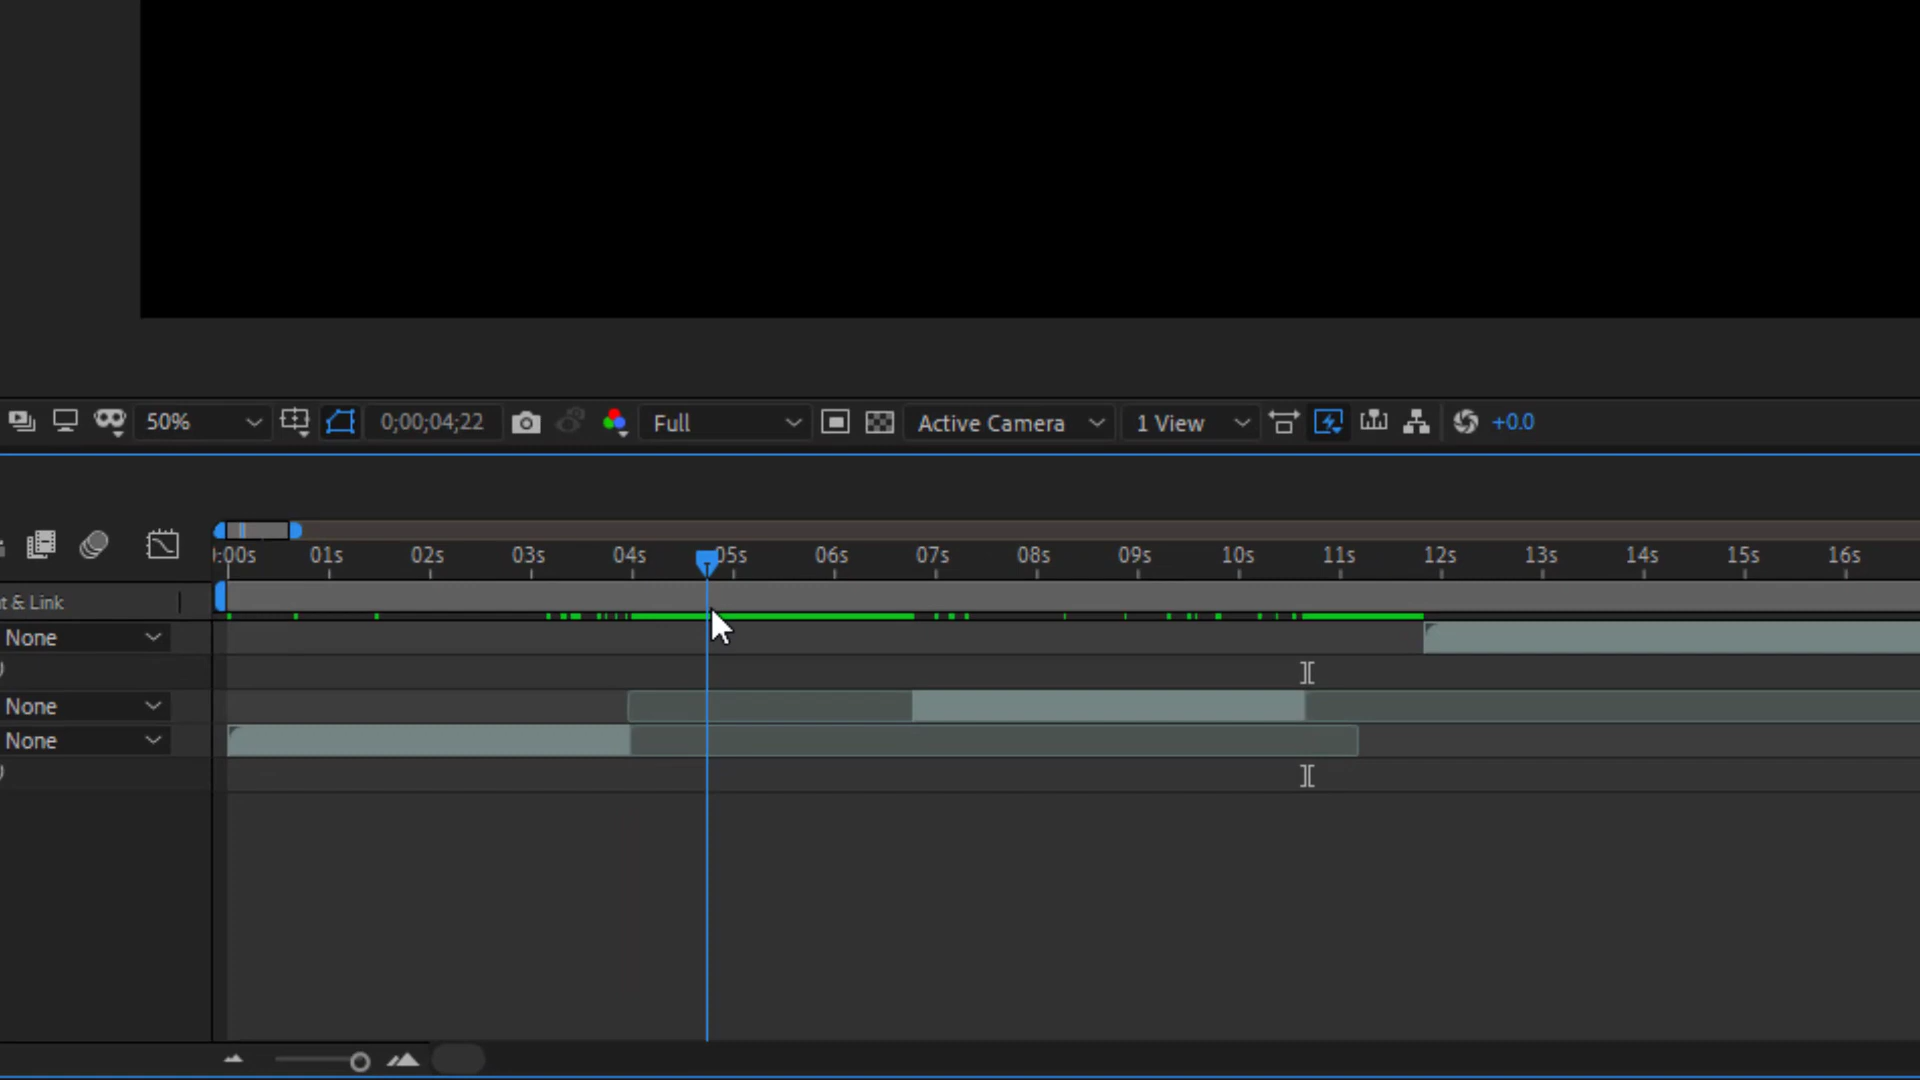 50% 0;00;04;22 Full Active Camera 1 View +0.0
:00s 01s 02s 03s 04s 05s 06s 07s 08s 09s 10s 11s 12s 13s 14s 15s 16s
t & Link
None
None
None